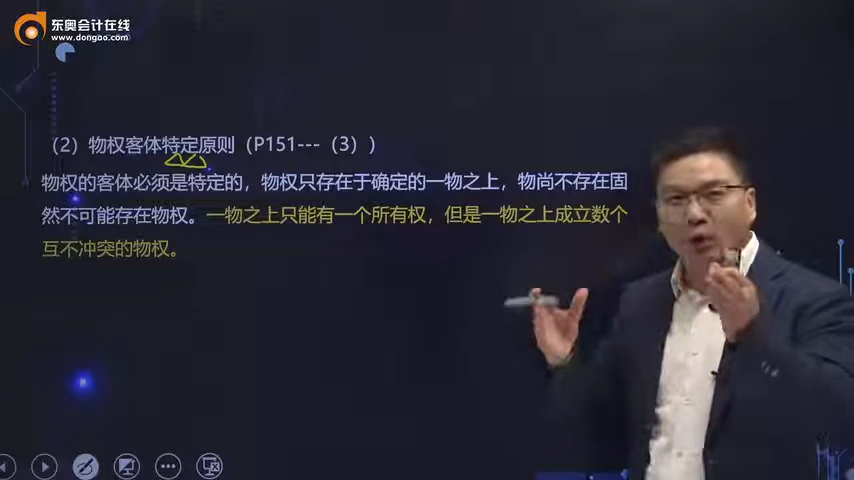 东奥会计在线
www.dongao.com
（2）物权客体特定原则（P151---（3））
物权的客体必须是特定的，物权只存在于确定的一物之上，物尚不存在固
然不可能存在物权。一物之上只能有一个所有权，但是一物之上成立数个
互不冲突的物权。